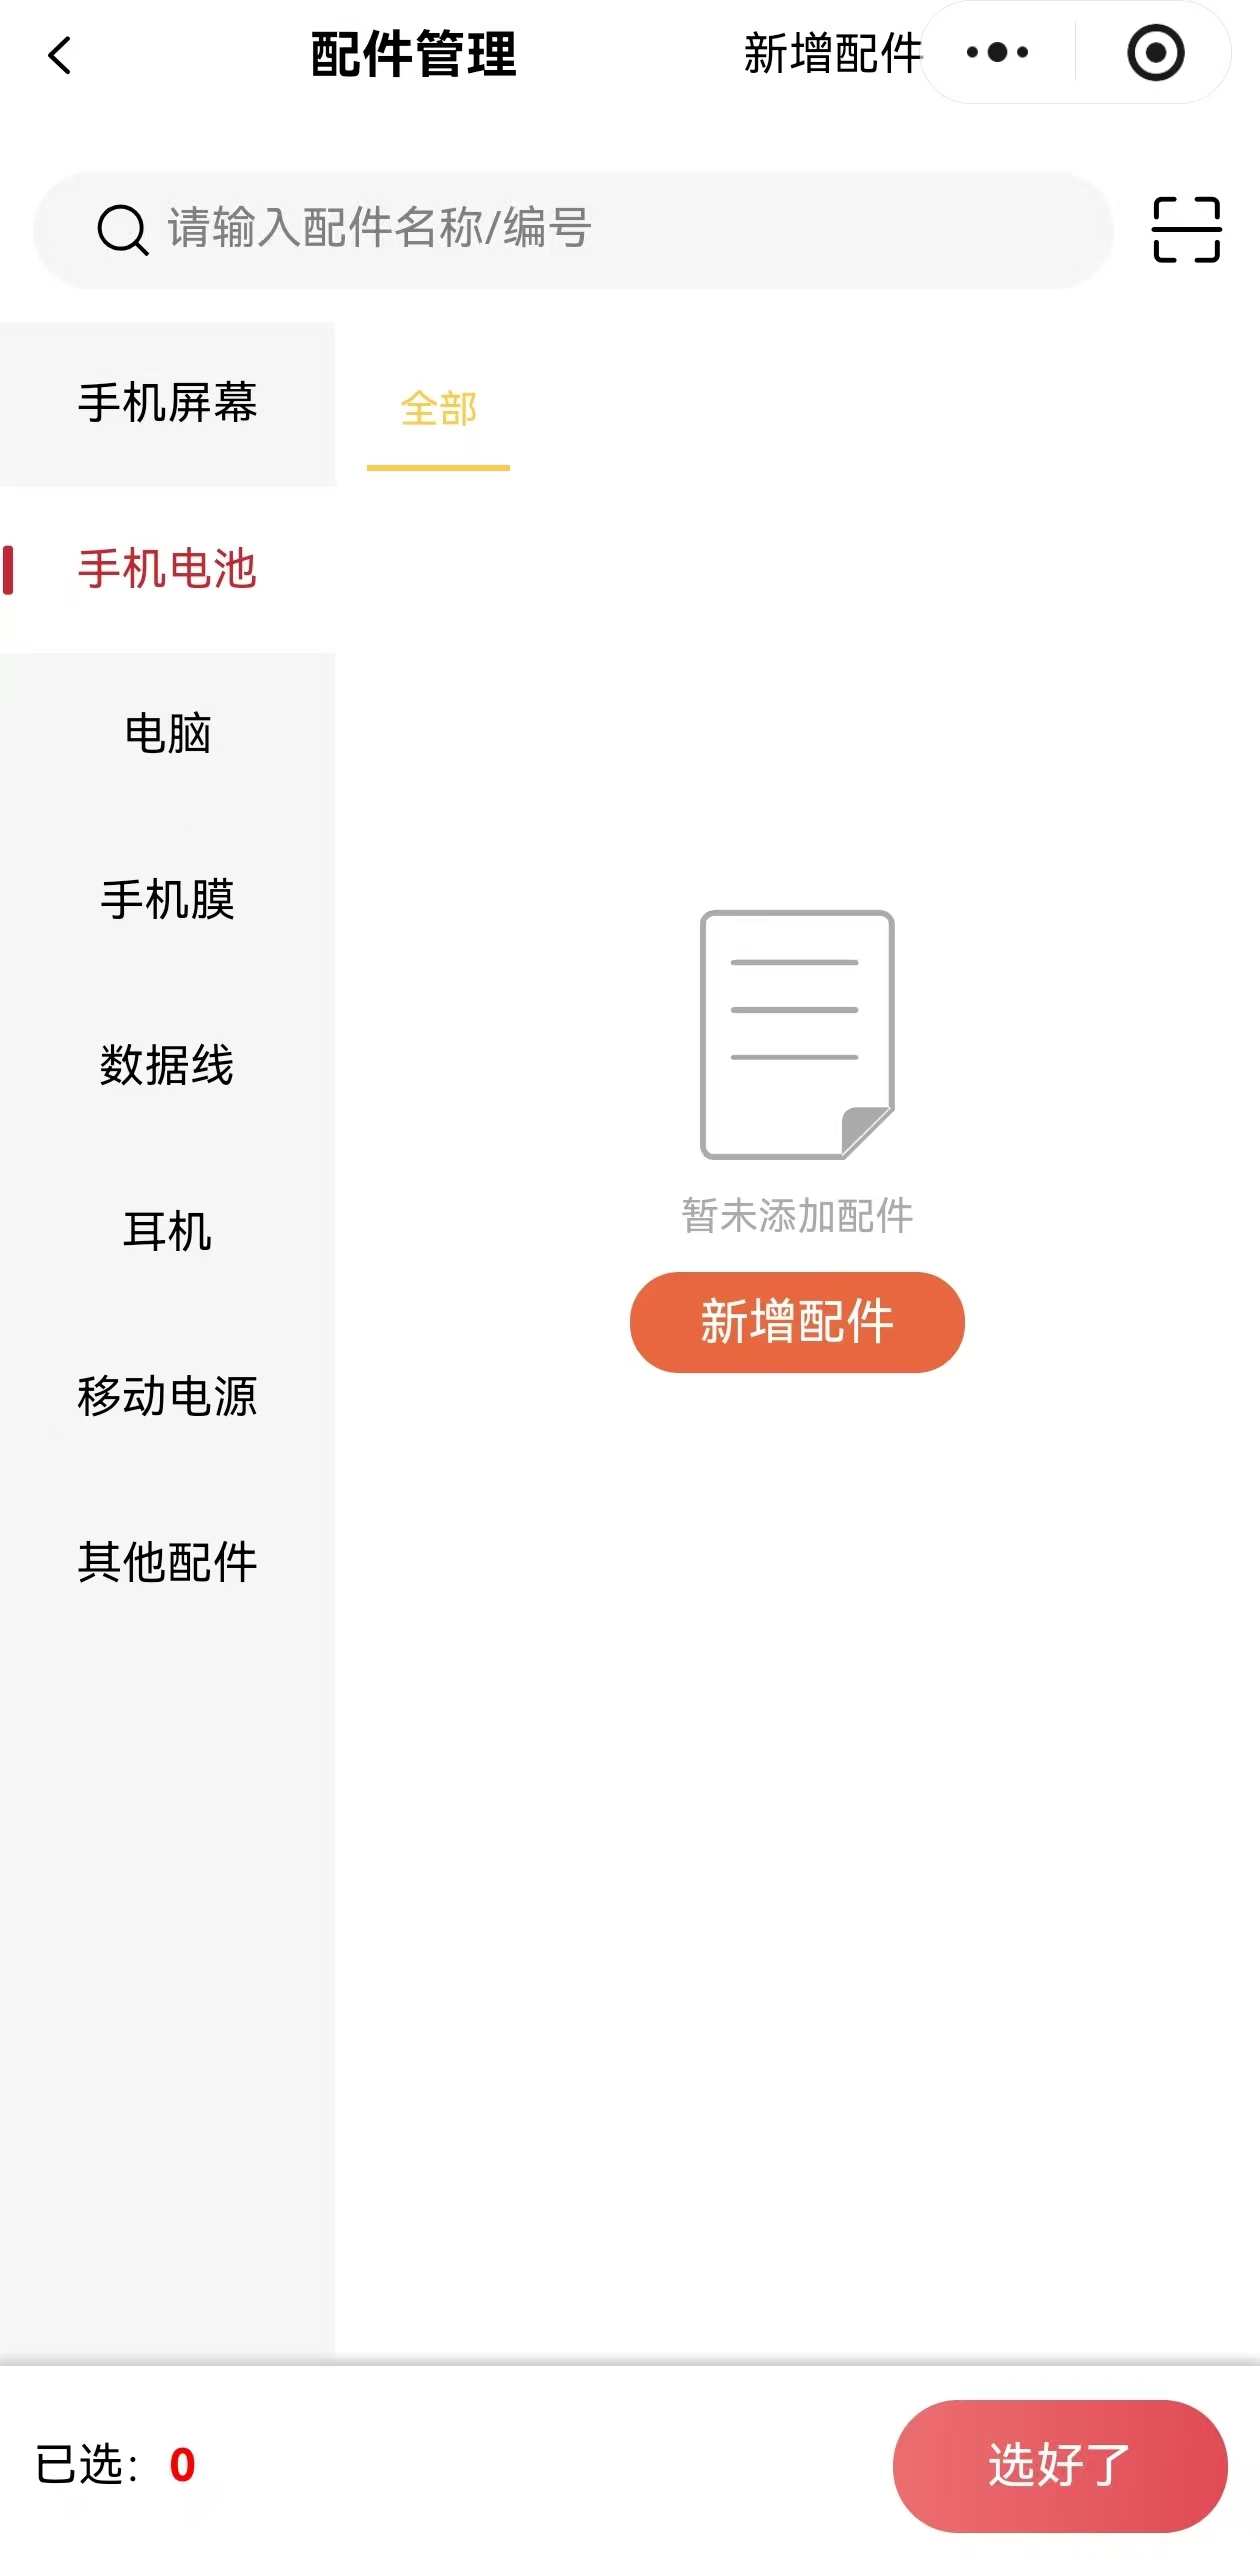 配件管理
新增配件
请输入配件名称/编号
手机屏幕
全部
手机电池
电脑
手机膜
数据线
耳机
移动电源
其他配件
暂未添加配件
新增配件
已选: 0
选好了